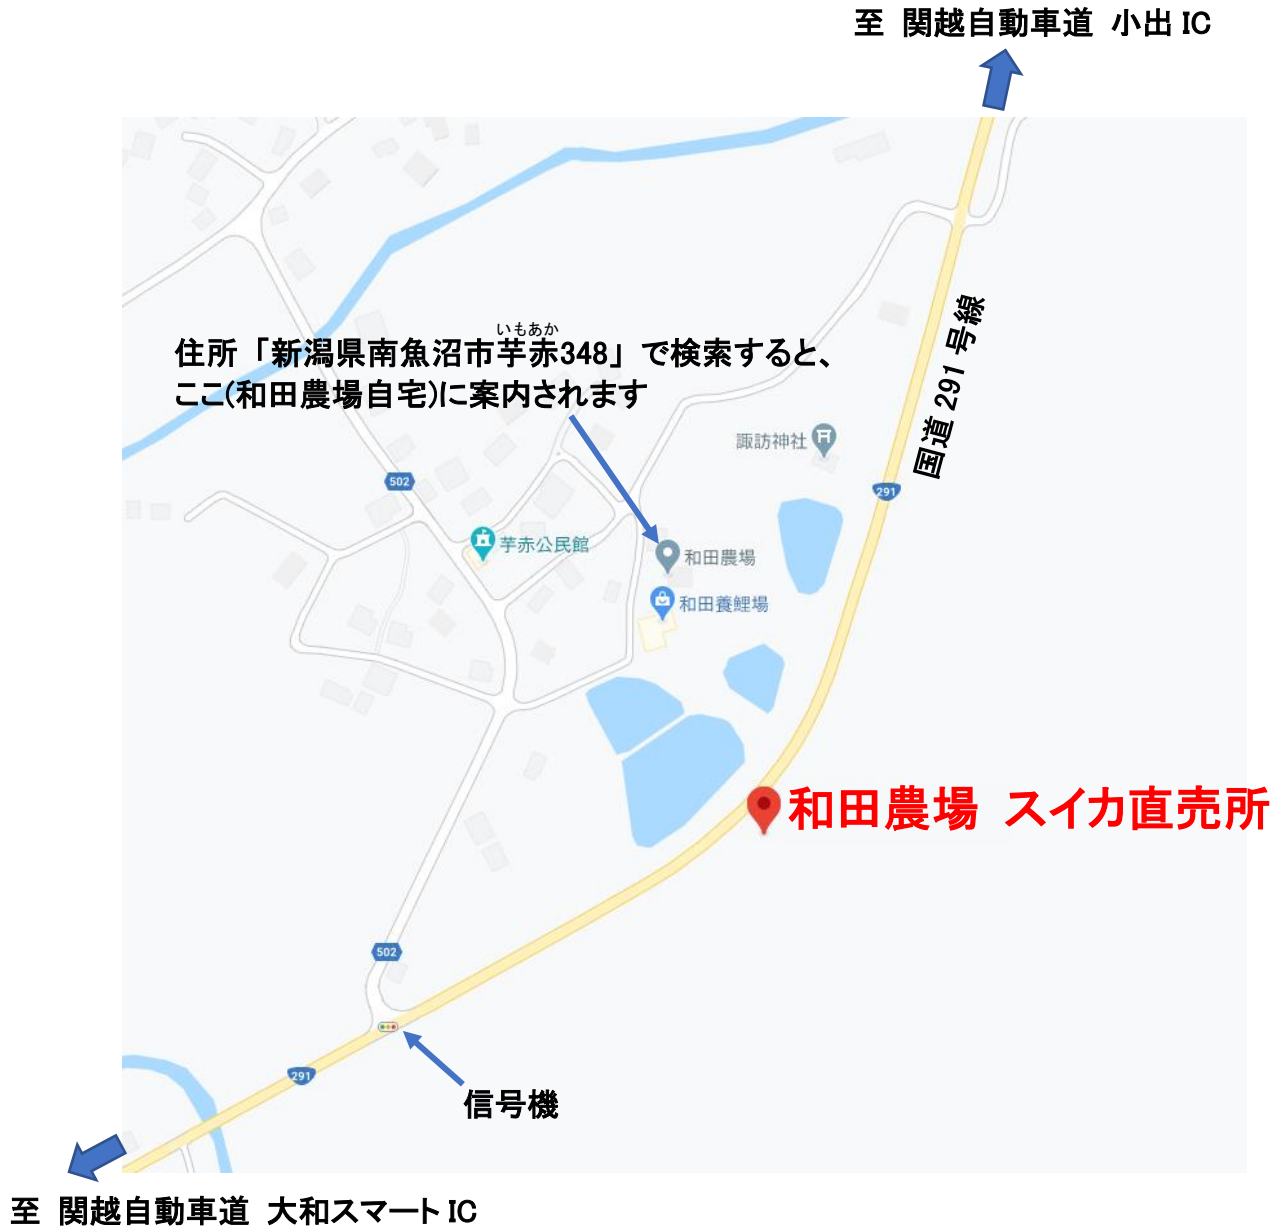 至 関越自動車道 小出 IC
国道 291 号線
いもあか
住所「新潟県南魚沼市芋赤348」で検索すると、
ここ(和田農場自宅)に案内されます
諏訪神社
502
291
芋赤公民館
和田農場
和田養鯉場
和田農場 スイカ直売所
502
291
信号機
至 関越自動車道 大和スマート IC